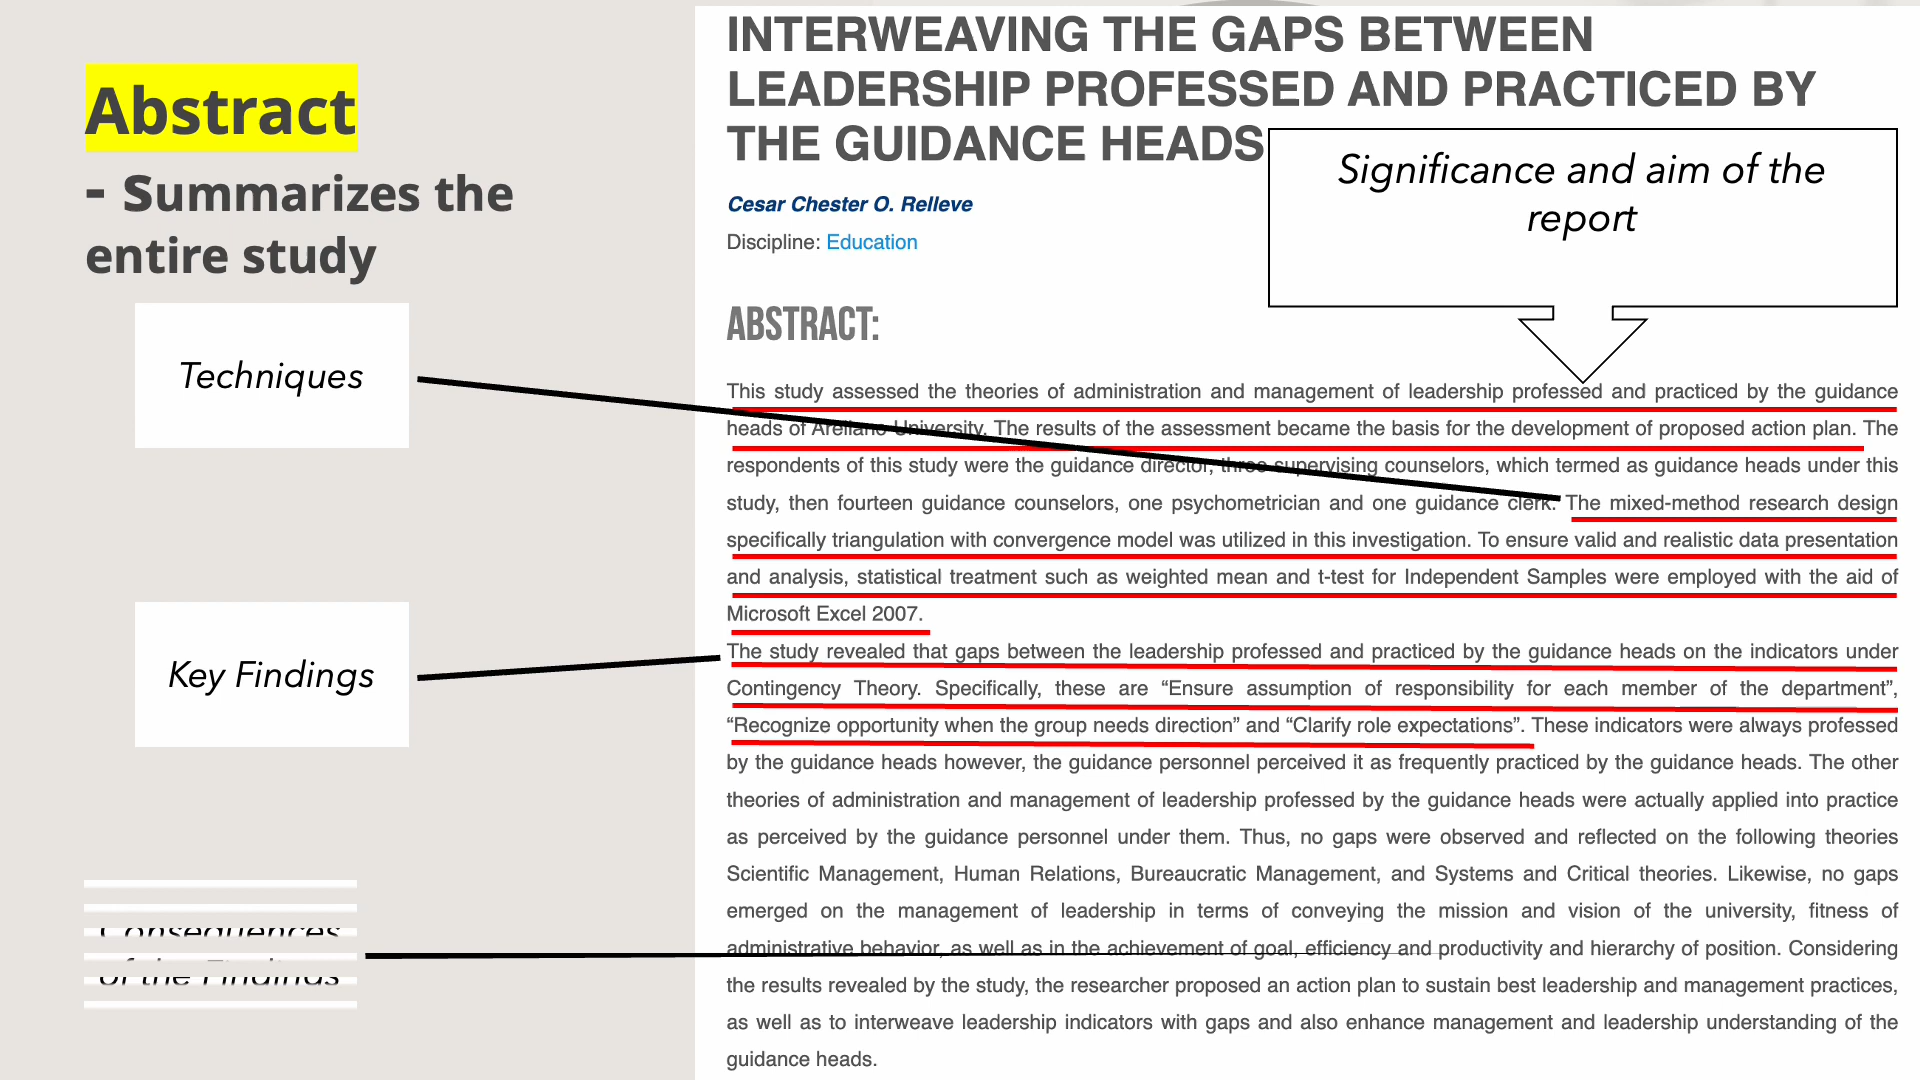 Abstract
- Summarizes the
entire study
Techniques
Key Findings
Consequences
of the Findings
INTERWEAVING THE GAPS BETWEEN
LEADERSHIP PROFESSED AND PRACTICED BY
THE GUIDANCE HEADS
Significance and aim of the
report
Cesar Chester O. Relleve
Discipline: Education
ABSTRACT:
This study assessed the theories of administration and management of leadership professed and practiced by the guidance
heads of Arellano University. The results of the assessment became the basis for the development of proposed action plan. The
respondents of this study were the guidance director, three supervising counselors, which termed as guidance heads under this
study, then fourteen guidance counselors, one psychometrician and one guidance clerk. The mixed-method research design
specifically triangulation with convergence model was utilized in this investigation. To ensure valid and realistic data presentation
and analysis, statistical treatment such as weighted mean and t-test for Independent Samples were employed with the aid of
Microsoft Excel 2007.
The study revealed that gaps between the leadership professed and practiced by the guidance heads on the indicators under
Contingency Theory. Specifically, these are “Ensure assumption of responsibility for each member of the department”,
“Recognize opportunity when the group needs direction” and “Clarify role expectations”. These indicators were always professed
by the guidance heads however, the guidance personnel perceived it as frequently practiced by the guidance heads. The other
theories of administration and management of leadership professed by the guidance heads were actually applied into practice
as perceived by the guidance personnel under them. Thus, no gaps were observed and reflected on the following theories
Scientific Management, Human Relations, Bureaucratic Management, and Systems and Critical theories. Likewise, no gaps
emerged on the management of leadership in terms of conveying the mission and vision of the university, fitness of
administrative behavior, as well as in the achievement of goal, efficiency and productivity and hierarchy of position. Considering
the results revealed by the study, the researcher proposed an action plan to sustain best leadership and management practices,
as well as to interweave leadership indicators with gaps and also enhance management and leadership understanding of the
guidance heads.